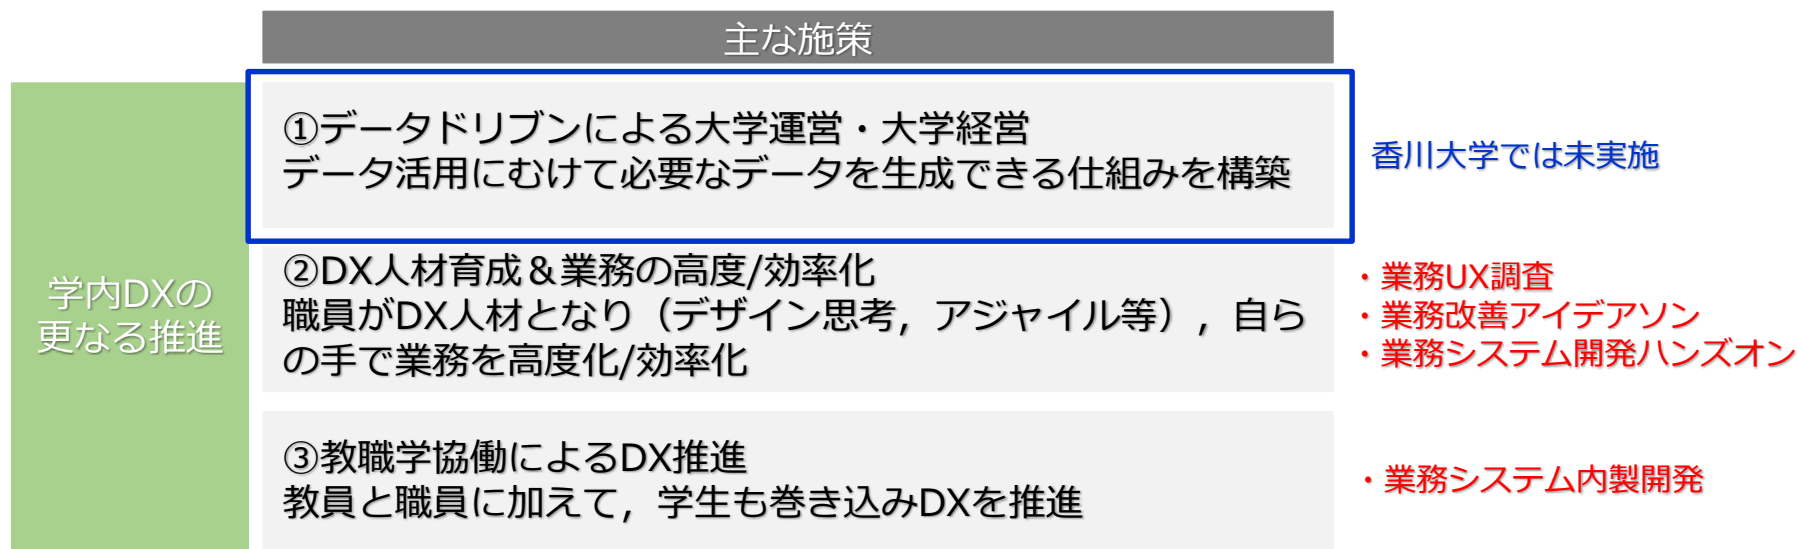 主な施策
学内DXの
更なる推進
①データドリブンによる大学運営・大学経営
データ活用にむけて必要なデータを生成できる仕組みを構築
香川大学では未実施
②DX人材育成＆業務の高度/効率化
職員がDX人材となり（デザイン思考，アジャイル等），自ら
の手で業務を高度化/効率化
・業務UX調査
・業務改善アイデアソン
・業務システム開発ハンズオン
③教職学協働によるDX推進
教員と職員に加えて，学生も巻き込みDXを推進
・業務システム内製開発